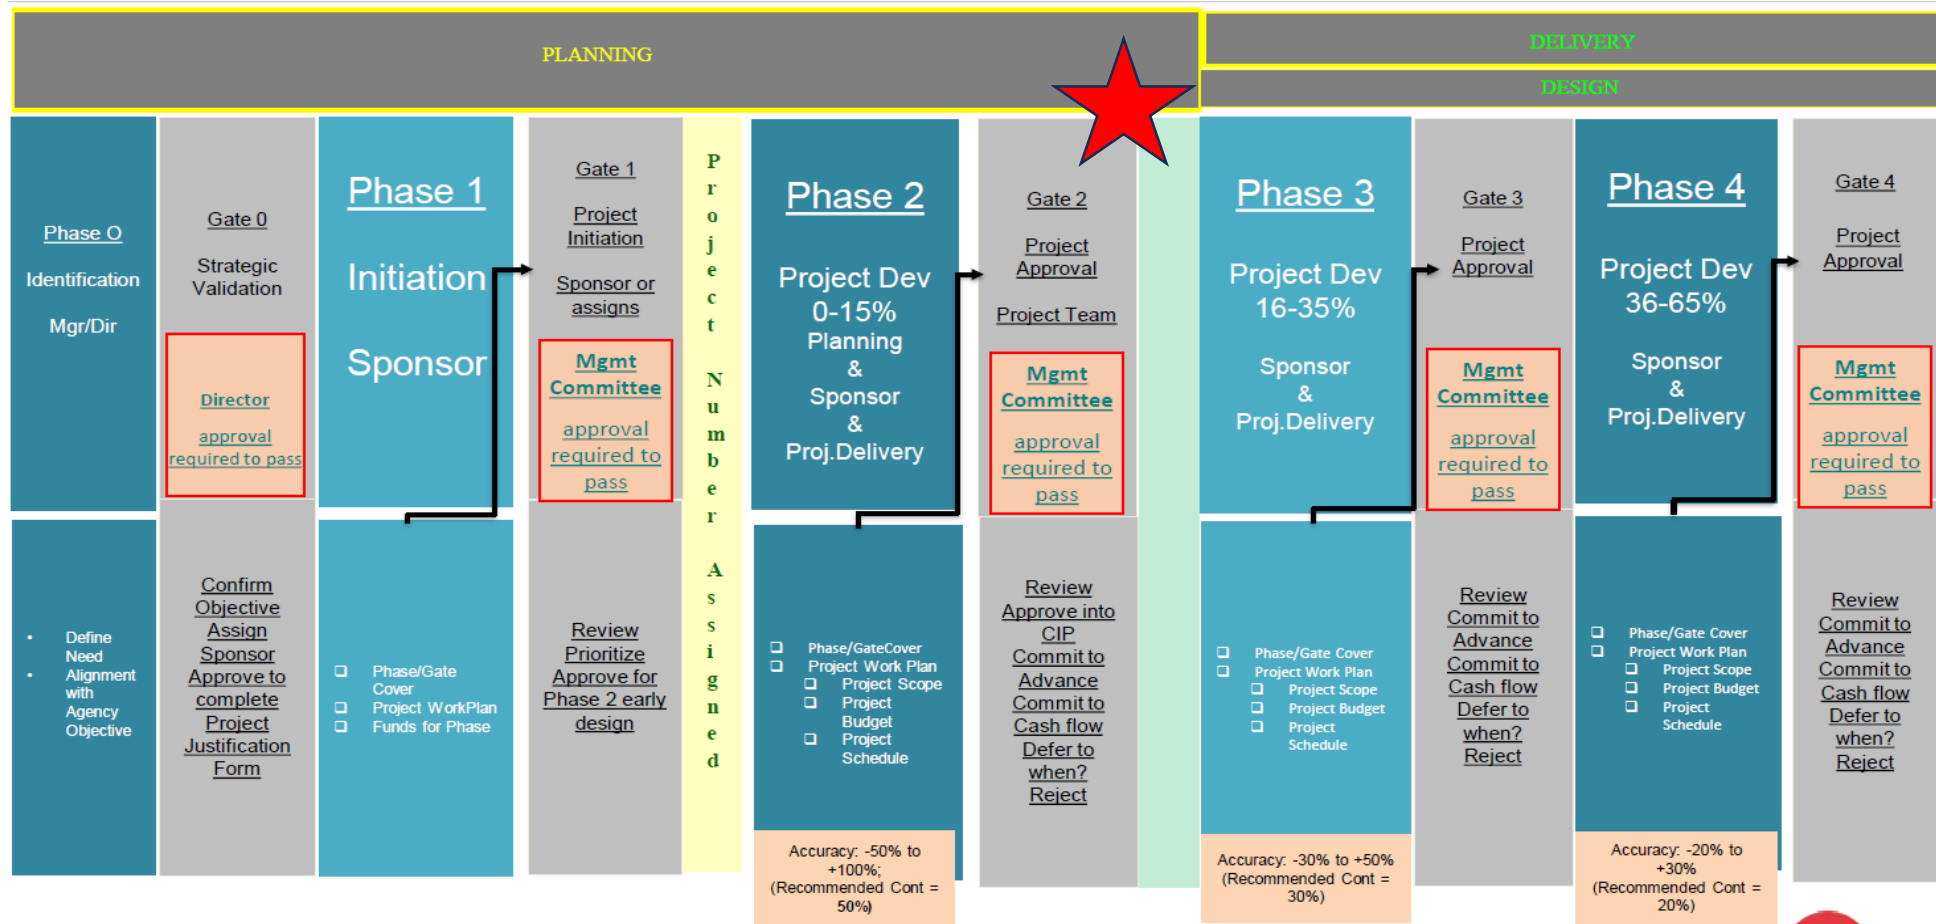 PLANNING
DELIVERY
DESIGN
Phase O
Identification
Mgr/Dir
Define
Need
Alignment
with
Agency
Objective
Gate 0
Strategic
Validation
Director
approval
required to pass
Confirm
Objective
Assign
Sponsor
Approve to
complete
Project
Justification
Form
Phase 1
Initiation
Sponsor
Phase/Gate
Cover
Project WorkPlan
Funds for Phase
Gate 1
Project
Initiation
Sponsor or
assigns
Mgmt
Committee
approval
required to
pass
Review
Prioritize
Approve for
Phase 2 early
design
Project Number Assigned
Phase 2
Project Dev
0-15%
Planning
&
Sponsor
&
Proj.Delivery
Phase/GateCover
Project Work Plan
Project Scope
Project
Budget
Project
Schedule
Accuracy: -50% to
+100%;
(Recommended Cont =
50%)
Gate 2
Project
Approval
Project Team
Mgmt
Committee
approval
required to
pass
Review
Approve into
CIP
Commit to
Advance
Commit to
Cash flow
Defer to
when?
Reject
Phase 3
Project Dev
16-35%
Sponsor
&
Proj.Delivery
Phase/Gate Cover
Project Work Plan
Project Scope
Project Budget
Project
Schedule
Accuracy: -30% to +50%
(Recommended Cont =
30%)
Gate 3
Project
Approval
Mgmt
Committee
approval
required to
pass
Review
Commit to
Advance
Commit to
Cash flow
Defer to
when?
Reject
Phase 4
Project Dev
36-65%
Sponsor
&
Proj.Delivery
Phase/Gate Cover
Project Work Plan
Project Scope
Project Budget
Project
Schedule
Accuracy: -20% to
+30%
(Recommended Cont =
20%)
Gate 4
Project
Approval
Mgmt
Committee
approval
required to
pass
Review
Commit to
Advance
Commit to
Cash flow
Defer to
when?
Reject